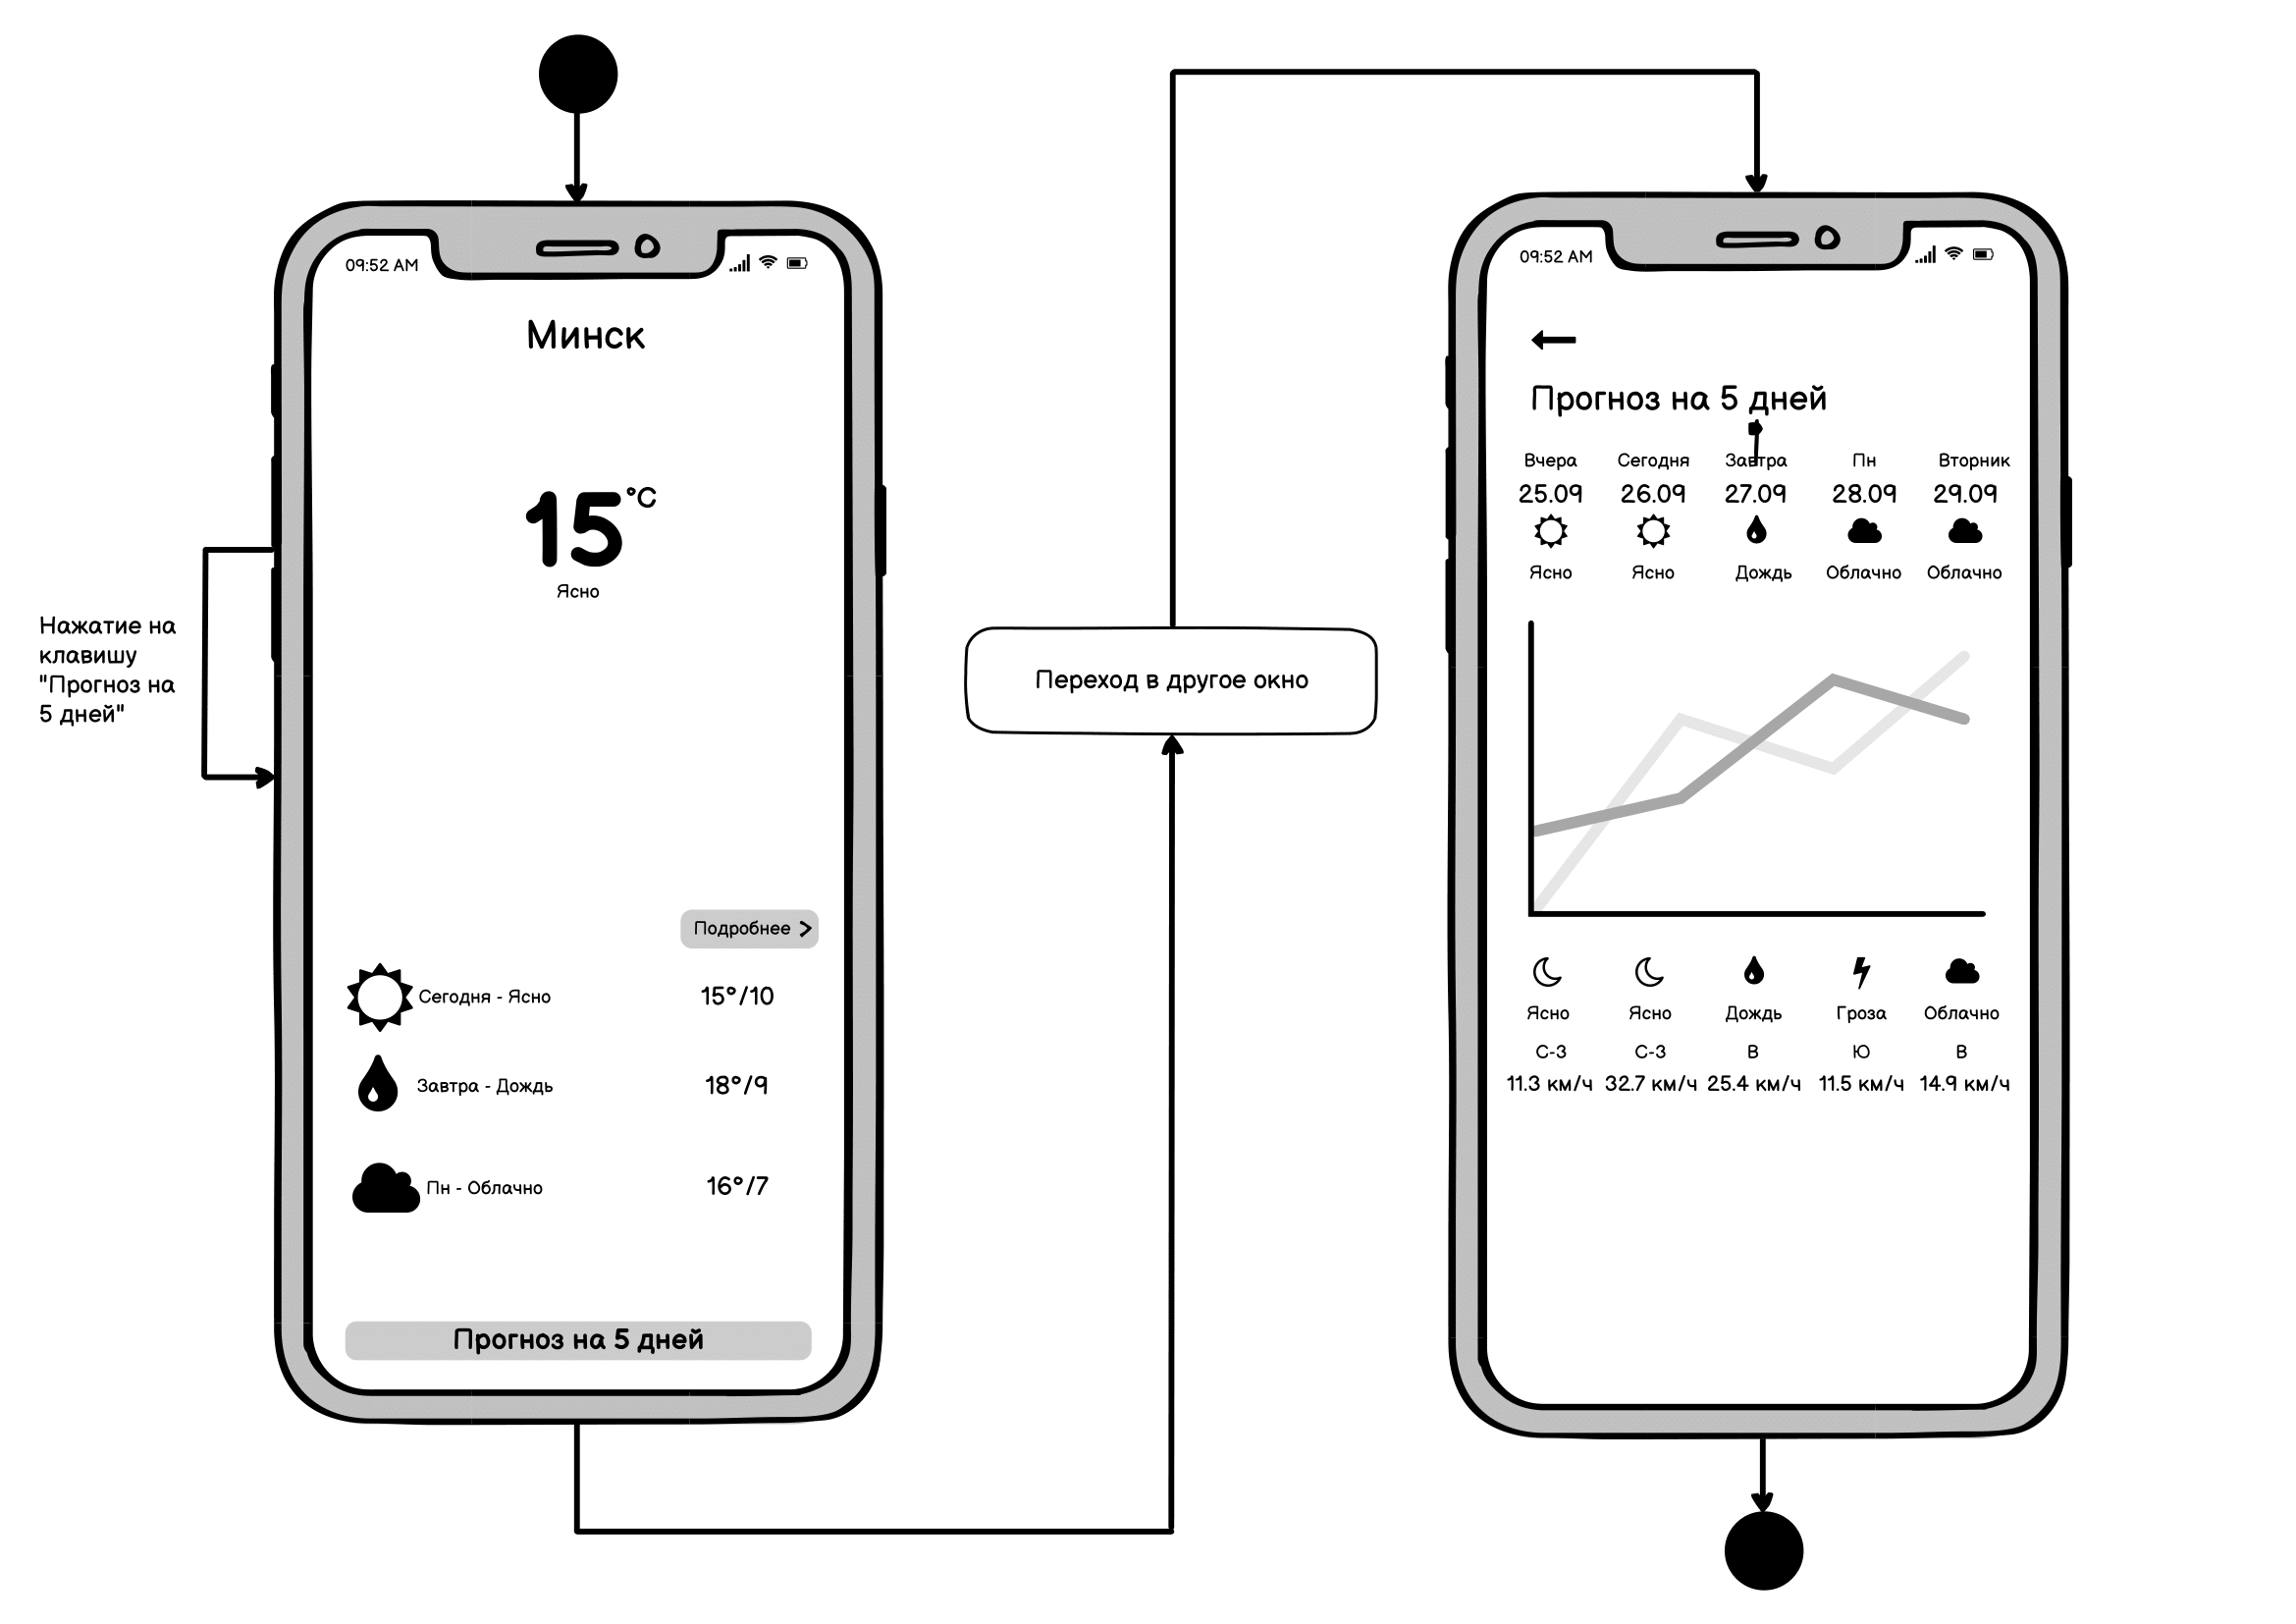 09:52 AM
Минск
15°C
Ясно
Нажатие на
клавишу
"Прогноз на
5 дней"
Подробнее
Сегодня - Ясно 15°/10
Завтра - Дождь 18°/9
Пн - Облачно 16°/7
Прогноз на 5 дней
Переход в другое окно
09:52 AM
Прогноз на 5 дней
Вчера Сегодня Завтра Пн Вторник
25.09 26.09 27.09 28.09 29.09
Ясно Ясно Дождь Облачно Облачно
Ясно Ясно Дождь Гроза Облачно
С-З С-З В Ю В
11.3 км/ч 32.7 км/ч 25.4 км/ч 11.5 км/ч 14.9 км/ч